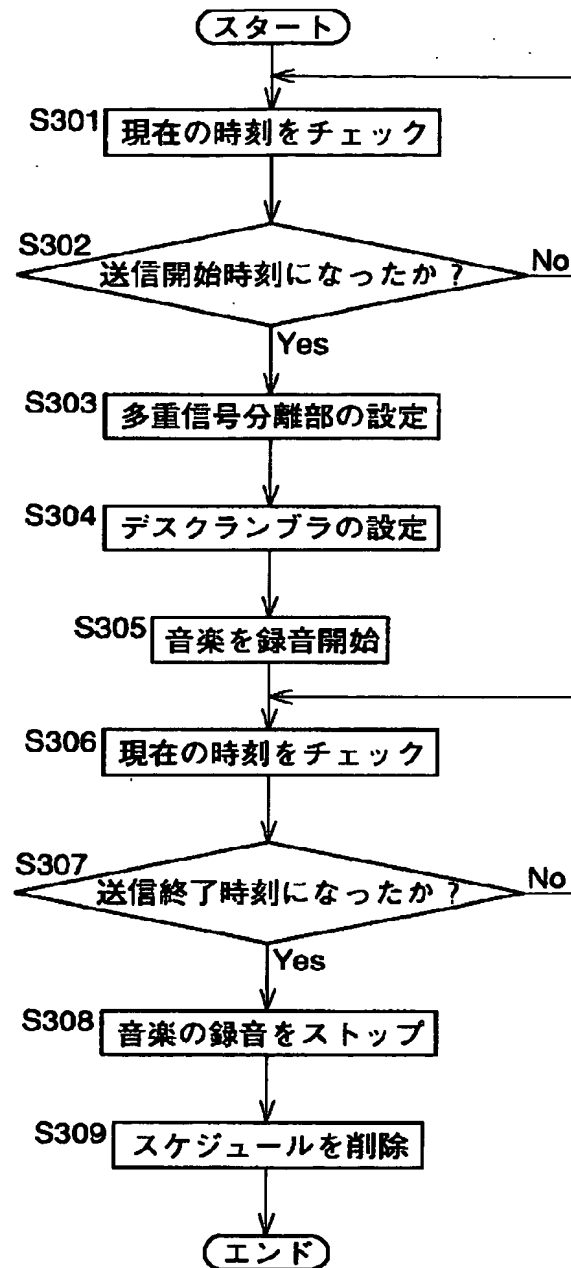 スタート
S301
現在の時刻をチェック
S302
送信開始時刻になったか?
No
Yes
S303
多重信号分離部の設定
S304
デスクランブラの設定
S305
音楽を録音開始
S306
現在の時刻をチェック
S307
送信終了時刻になったか?
No
Yes
S308
音楽の録音をストップ
S309
スケジュールを削除
エンド